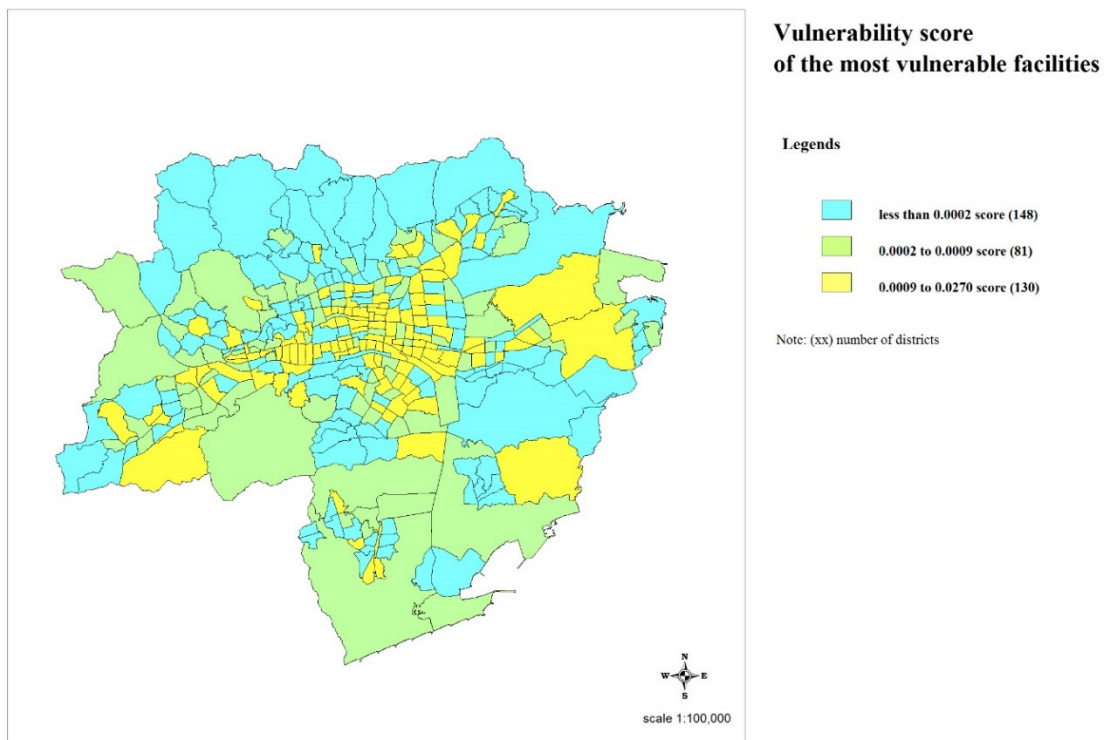 Vulnerability score
of the most vulnerable facilities
Legends
less than 0.0002 score (148)
0.0002 to 0.0009 score (81)
0.0009 to 0.0270 score (130)
Note: (xx) number of districts
N
W E
S
scale 1:100,000